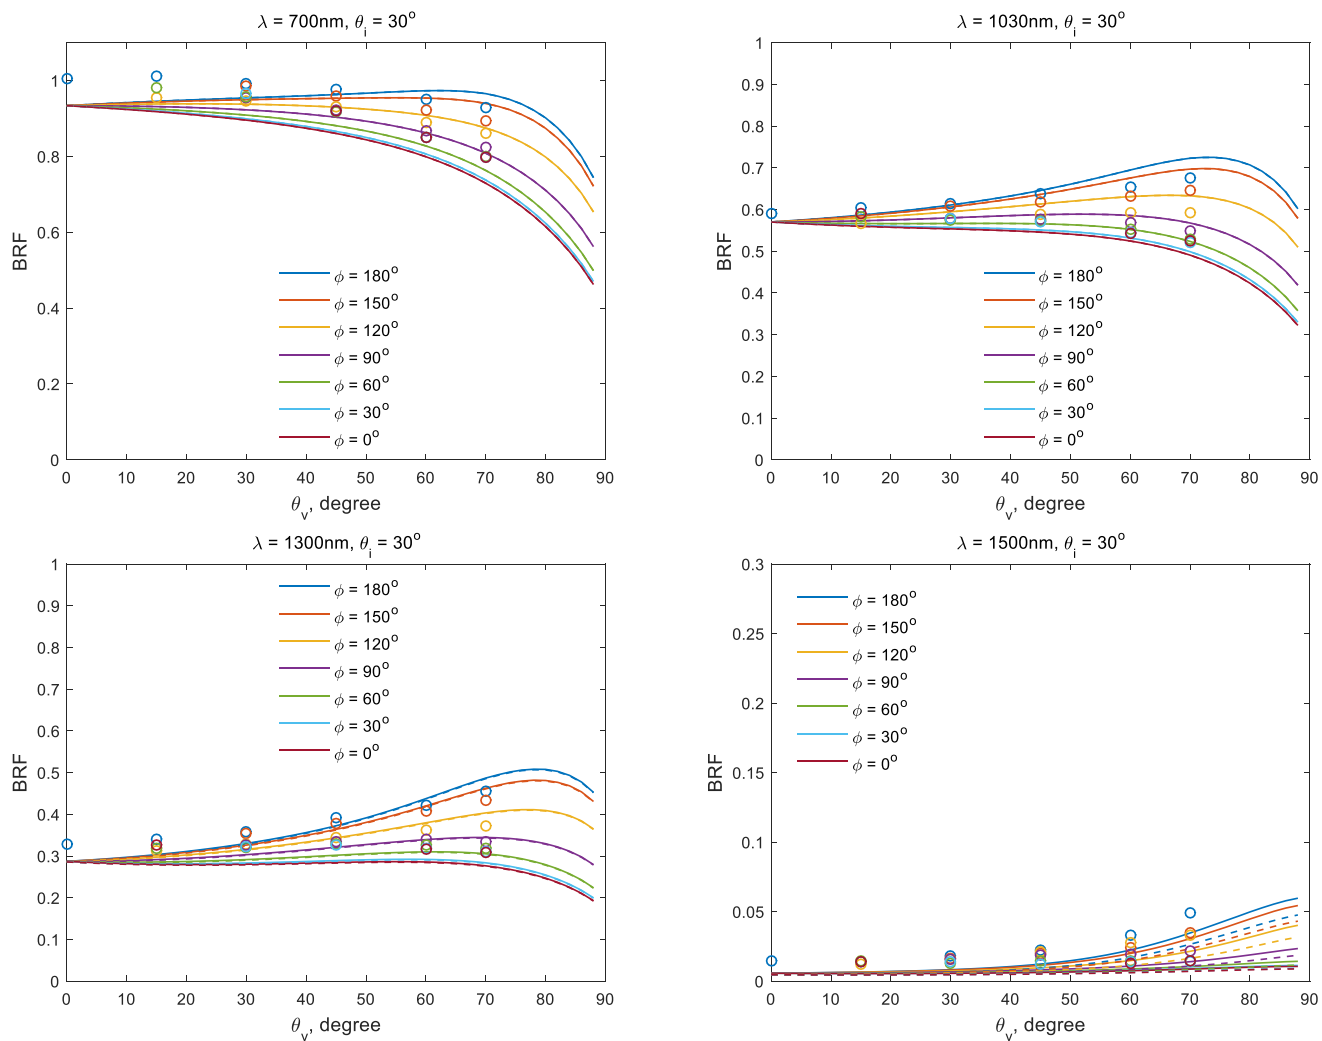 λ = 700nm, θi = 30°
1
0.8
0.6
0.4
0.2
0
BRF
φ = 180°
φ = 150°
φ = 120°
φ = 90°
φ = 60°
φ = 30°
φ = 0°
0 10 20 30 40 50 60 70 80 90
θv, degree
λ = 1030nm, θi = 30°
1
0.9
0.8
0.7
0.6
0.5
0.4
0.3
0.2
0.1
0
BRF
φ = 180°
φ = 150°
φ = 120°
φ = 90°
φ = 60°
φ = 30°
φ = 0°
0 10 20 30 40 50 60 70 80 90
θv, degree
λ = 1300nm, θi = 30°
1
0.9
0.8
0.7
0.6
0.5
0.4
0.3
0.2
0.1
0
BRF
φ = 180°
φ = 150°
φ = 120°
φ = 90°
φ = 60°
φ = 30°
φ = 0°
0 10 20 30 40 50 60 70 80 90
θv, degree
λ = 1500nm, θi = 30°
0.3
0.25
0.2
0.15
0.1
0.05
0
BRF
φ = 180°
φ = 150°
φ = 120°
φ = 90°
φ = 60°
φ = 30°
φ = 0°
0 10 20 30 40 50 60 70 80 90
θv, degree